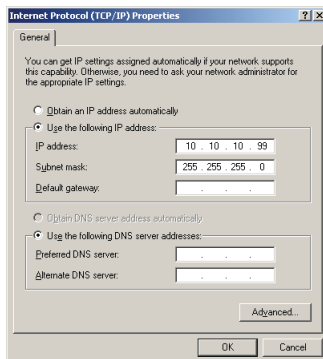 Internet Protocol (TCP/IP) Properties
General
You can get IP settings assigned automatically if your network supports
this capability. Otherwise, you need to ask your network administrator for
the appropriate IP settings.
Obtain an IP address automatically
Use the following IP address:
IP address: 10 . 10 . 10 . 99
Subnet mask: 255 . 255 . 255 . 0
Default gateway: . . .
Obtain DNS server address automatically
Use the following DNS server addresses:
Preferred DNS server: . . .
Alternate DNS server: . . .
Advanced...
OK Cancel